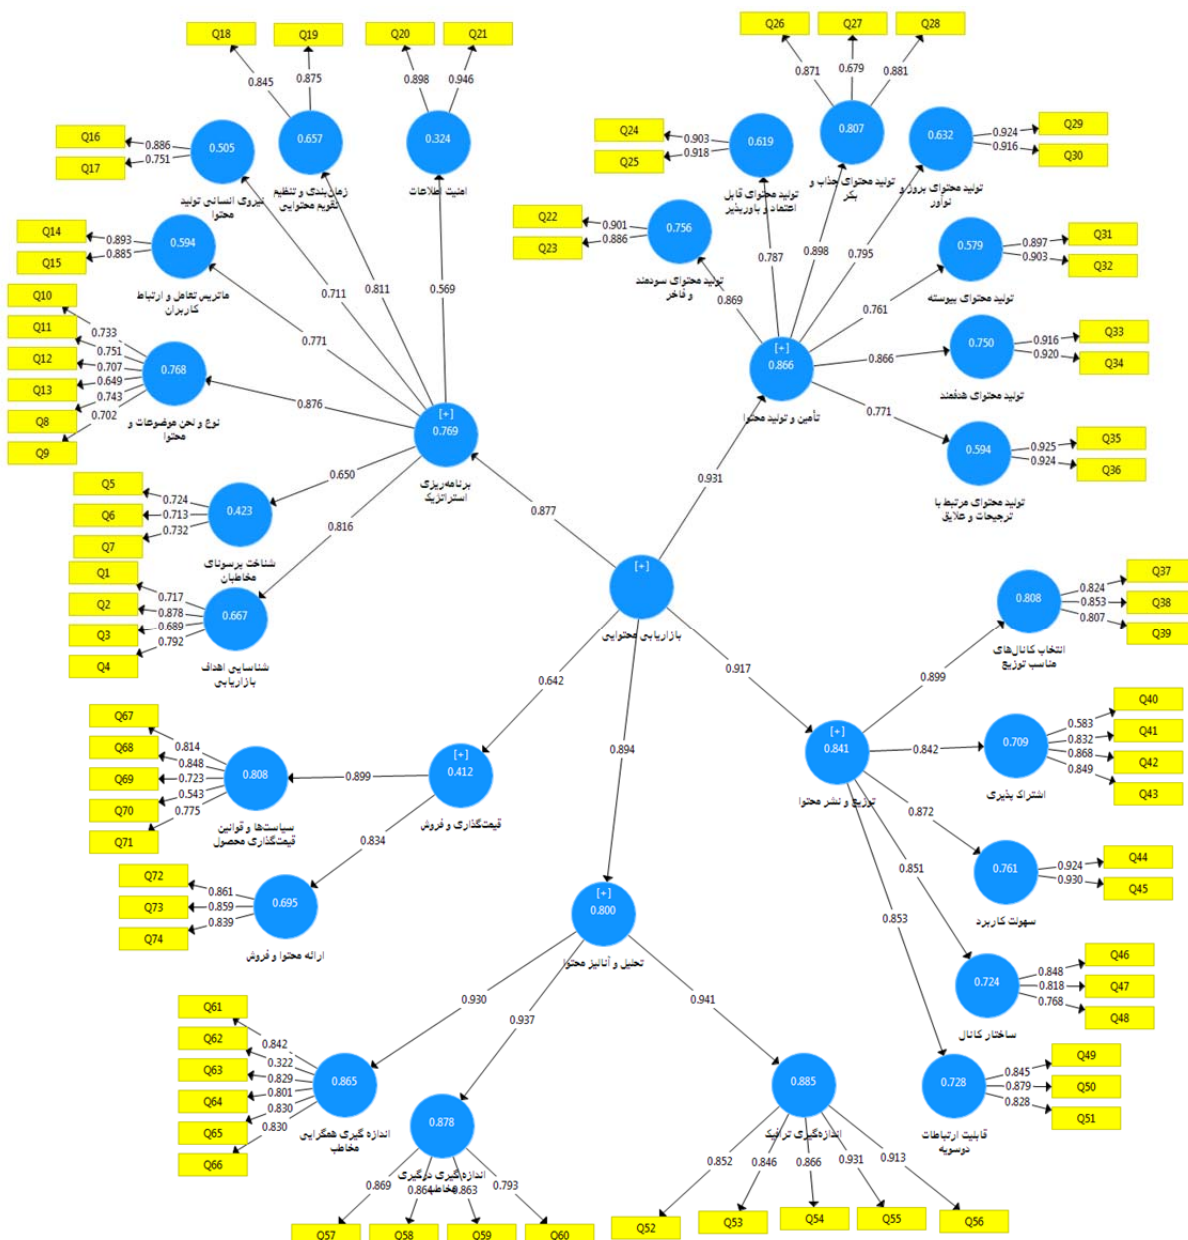 Q18
Q19
Q20
Q21
0.845
0.875
0.898
0.946
Q16
Q17
0.886
0.751
0.505
نیروی انسانی تولید
محتوا
0.657
زمان‌بندی و تنظیم
تقویم محتوایی
0.324
امنیت اطلاعات
Q14
Q15
0.893
0.885
0.594
ماتریس تعامل و ارتباط
کاربران
Q10
Q11
Q12
Q13
Q8
Q9
0.733
0.751
0.707
0.649
0.743
0.702
0.768
نوع و لحن موضوعات و
محتوا
0.711
0.811
0.569
0.771
0.876
0.650
0.816
[+]
0.769
برنامه‌ریزی
استراتژیک
Q5
Q6
Q7
0.724
0.713
0.732
0.423
شناخت پرسونای
مخاطبان
Q1
Q2
Q3
Q4
0.717
0.878
0.689
0.792
0.667
شناسایی اهداف
بازاریابی
Q26
Q27
Q28
0.871
0.679
0.881
0.807
تولید محتوای جذاب و
بکر
Q24
Q25
0.903
0.918
0.619
تولید محتوای قابل
اعتماد و باورپذیر
Q29
Q30
0.924
0.916
0.632
تولید محتوای بروز و
نوآور
Q22
Q23
0.901
0.886
0.756
تولید محتوای سودمند
و فاخر
Q31
Q32
0.897
0.903
0.579
تولید محتوای پیوسته
Q33
Q34
0.916
0.920
0.750
تولید محتوای هدفمند
Q35
Q36
0.925
0.924
0.594
تولید محتوای مرتبط با
ترجیحات و علایق
0.869
0.787
0.898
0.795
0.761
0.866
0.771
[+]
0.866
تأمین و تولید محتوا
0.877
0.931
[+]
بازاریابی محتوایی
0.642
0.894
0.917
Q37
Q38
Q39
0.824
0.853
0.807
0.808
انتخاب کانال‌های
مناسب توزیع
Q40
Q41
Q42
Q43
0.583
0.832
0.868
0.849
0.709
اشتراک پذیری
Q44
Q45
0.924
0.930
0.761
سهولت کاربرد
Q46
Q47
Q48
0.848
0.818
0.768
0.724
ساختار کانال
Q49
Q50
Q51
0.845
0.879
0.828
0.728
قابلیت ارتباطات
دوسویه
0.899
0.842
0.872
0.851
0.853
[+]
0.841
توزیع و نشر محتوا
Q67
Q68
Q69
Q70
Q71
0.814
0.848
0.723
0.543
0.775
0.808
سیاست‌ها و قوانین
قیمت‌گذاری محصول
0.899
0.834
[+]
0.412
قیمت‌گذاری و فروش
Q72
Q73
Q74
0.861
0.859
0.839
0.695
ارائه محتوا و فروش
[+]
0.800
تحلیل و آنالیز محتوا
0.930
0.937
0.941
Q61
Q62
Q63
Q64
Q65
Q66
0.842
0.322
0.829
0.801
0.830
0.830
0.865
اندازه گیری همگرایی
مخاطب
0.878
اندازه گیری درگیری
مخاطب
0.869
0.864
0.863
0.793
Q57
Q58
Q59
Q60
0.885
اندازه‌گیری ترافیک
0.852
0.846
0.866
0.931
0.913
Q52
Q53
Q54
Q55
Q56